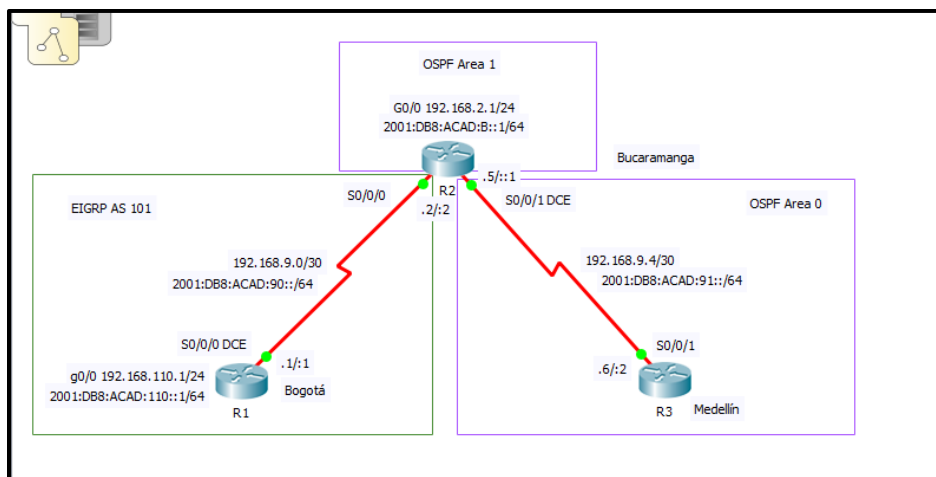 OSPF Area 1
G0/0 192.168.2.1/24
2001:DB8:ACAD:B::1/64
Bucaramanga
R2
.5/::1
S0/0/0
.2/:2
S0/0/1 DCE
EIGRP AS 101
OSPF Area 0
192.168.9.0/30
2001:DB8:ACAD:90::/64
192.168.9.4/30
2001:DB8:ACAD:91::/64
S0/0/0 DCE
.1/:1
g0/0 192.168.110.1/24
2001:DB8:ACAD:110::1/64
Bogotá
R1
S0/0/1
.6/:2
R3
Medellín